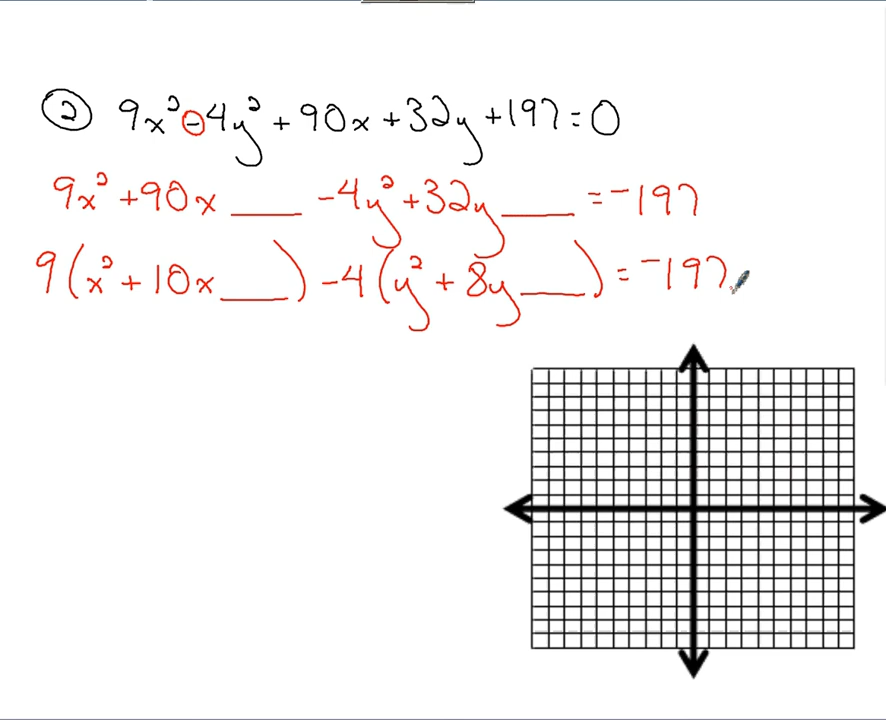 ② 9x² - 4y² + 90x + 32y + 197 = 0
9x² + 90x ___ - 4y² + 32y ___ = -197
9(x² + 10x ___) - 4(y² + 8y ___) = -197